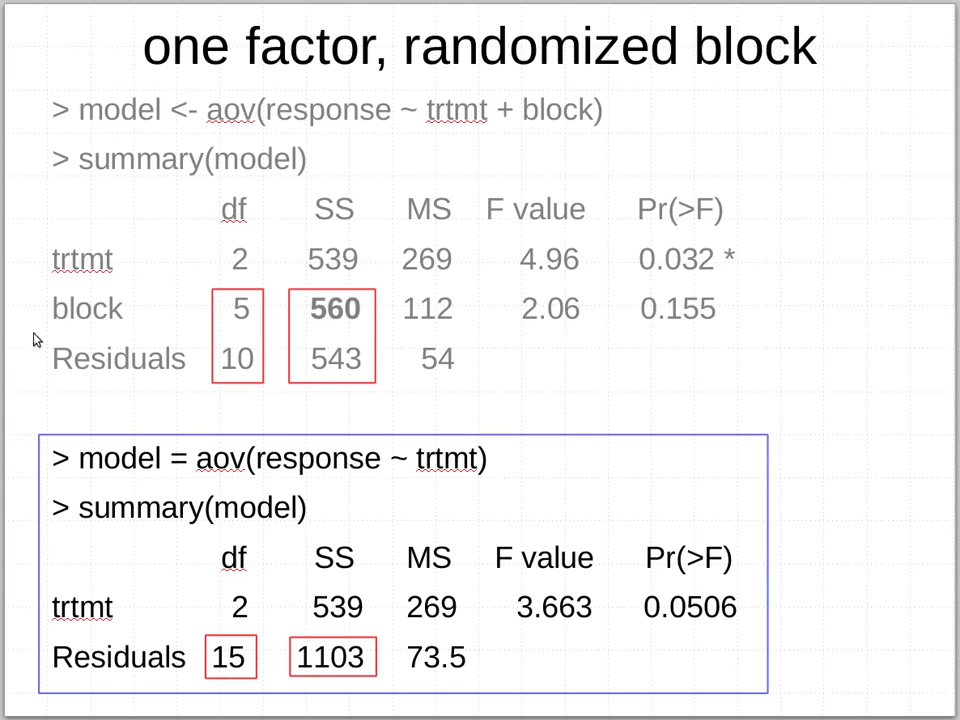 one factor, randomized block
> model <- aov(response ~ trtmt + block)
> summary(model)
df SS MS F value Pr(>F)
trtmt 2 539 269 4.96 0.032 *
block 5 560 112 2.06 0.155
Residuals 10 543 54
> model = aov(response ~ trtmt)
> summary(model)
df SS MS F value Pr(>F)
trtmt 2 539 269 3.663 0.0506
Residuals 15 1103 73.5